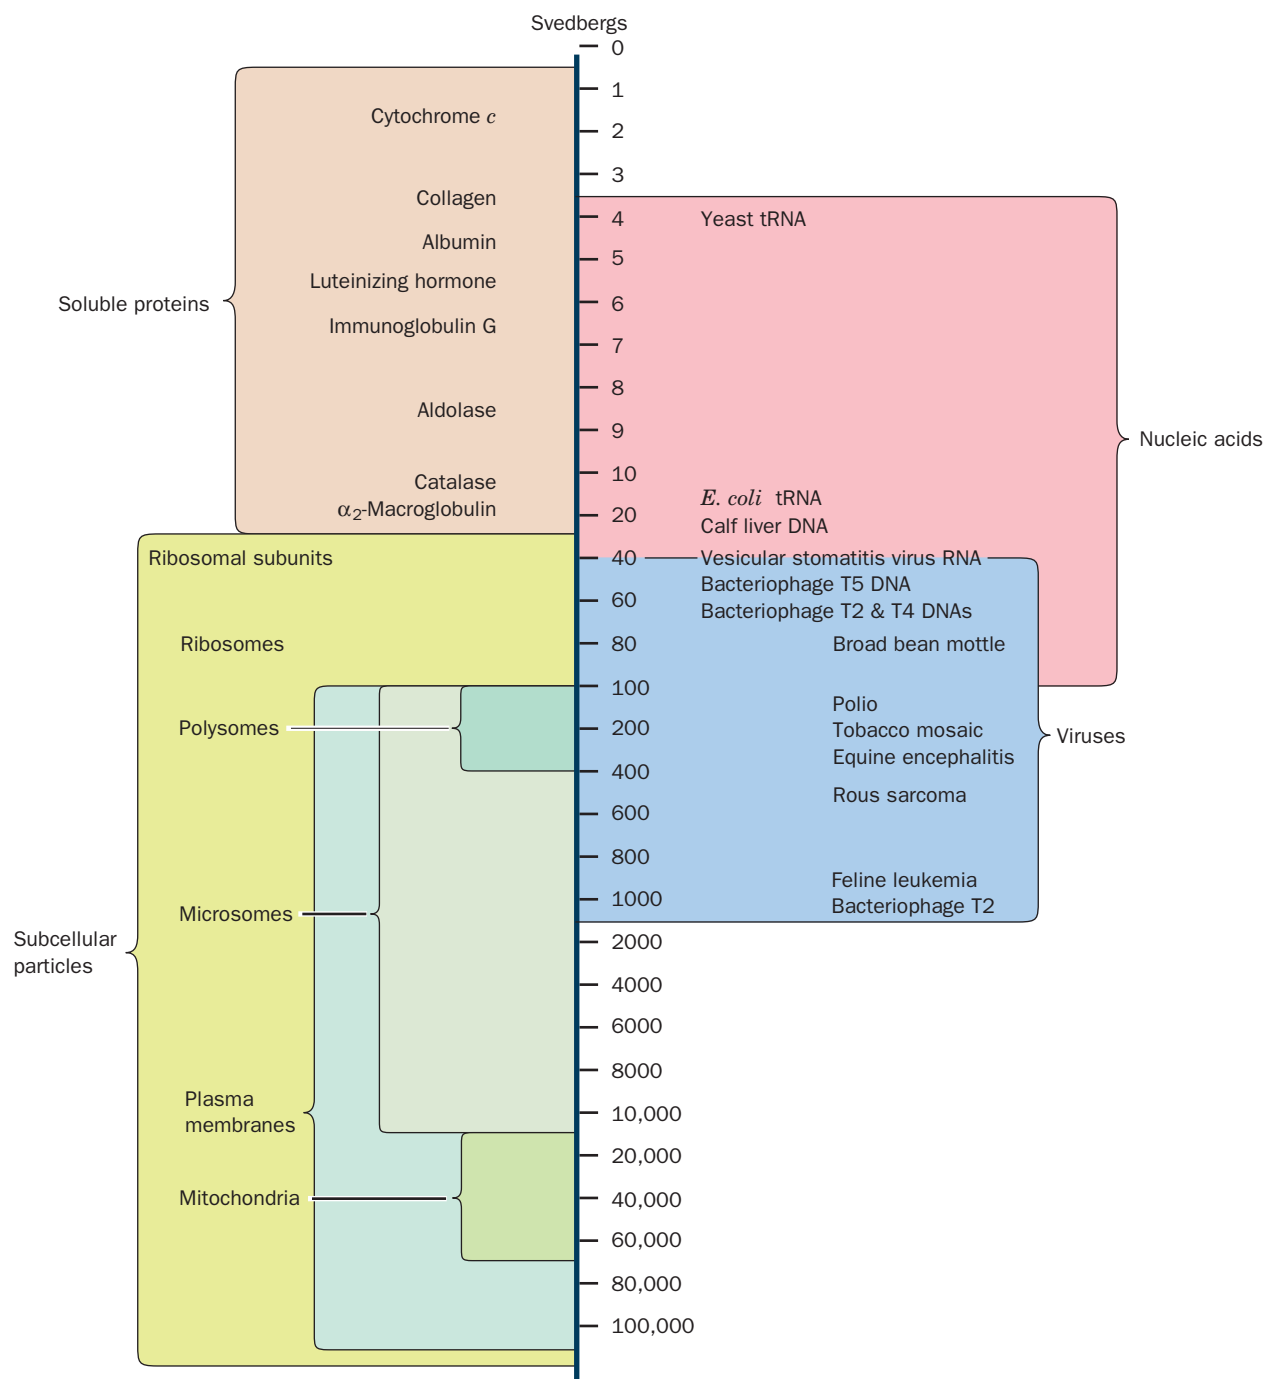 Svedbergs
0
1
2
3
4
5
6
7
8
9
10
20
40
60
80
100
200
400
600
800
1000
2000
4000
6000
8000
10,000
20,000
40,000
60,000
80,000
100,000
Soluble proteins
Cytochrome c
Collagen
Albumin
Luteinizing hormone
Immunoglobulin G
Aldolase
Catalase
α₂-Macroglobulin
Subcellular
particles
Ribosomal subunits
Ribosomes
Polysomes
Microsomes
Plasma
membranes
Mitochondria
Nucleic acids
Yeast tRNA
E. coli tRNA
Calf liver DNA
Vesicular stomatitis virus RNA
Bacteriophage T5 DNA
Bacteriophage T2 & T4 DNAs
Viruses
Broad bean mottle
Polio
Tobacco mosaic
Equine encephalitis
Rous sarcoma
Feline leukemia
Bacteriophage T2